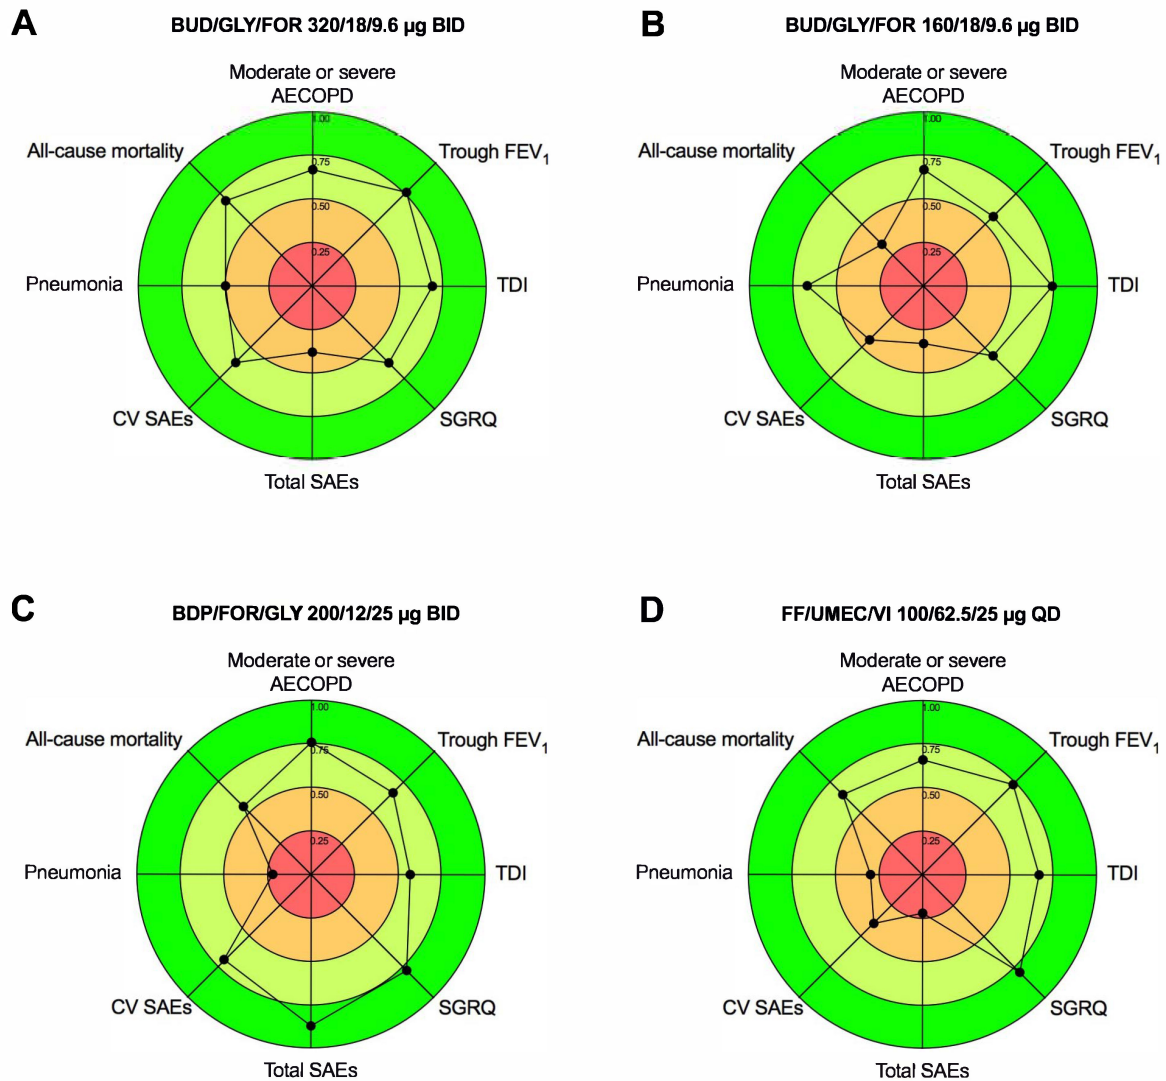 A
BUD/GLY/FOR 320/18/9.6 µg BID
Moderate or severe
AECOPD
1.00
All-cause mortality
Trough FEV1
0.75
0.50
0.25
Pneumonia
TDI
CV SAEs
SGRQ
Total SAEs
B
BUD/GLY/FOR 160/18/9.6 µg BID
Moderate or severe
AECOPD
1.00
All-cause mortality
Trough FEV1
0.75
0.50
0.25
Pneumonia
TDI
CV SAEs
SGRQ
Total SAEs
C
BDP/FOR/GLY 200/12/25 µg BID
Moderate or severe
AECOPD
1.00
All-cause mortality
Trough FEV1
0.75
0.50
0.25
Pneumonia
TDI
CV SAEs
SGRQ
Total SAEs
D
FF/UMEC/VI 100/62.5/25 µg QD
Moderate or severe
AECOPD
1.00
All-cause mortality
Trough FEV1
0.75
0.50
0.25
Pneumonia
TDI
CV SAEs
SGRQ
Total SAEs